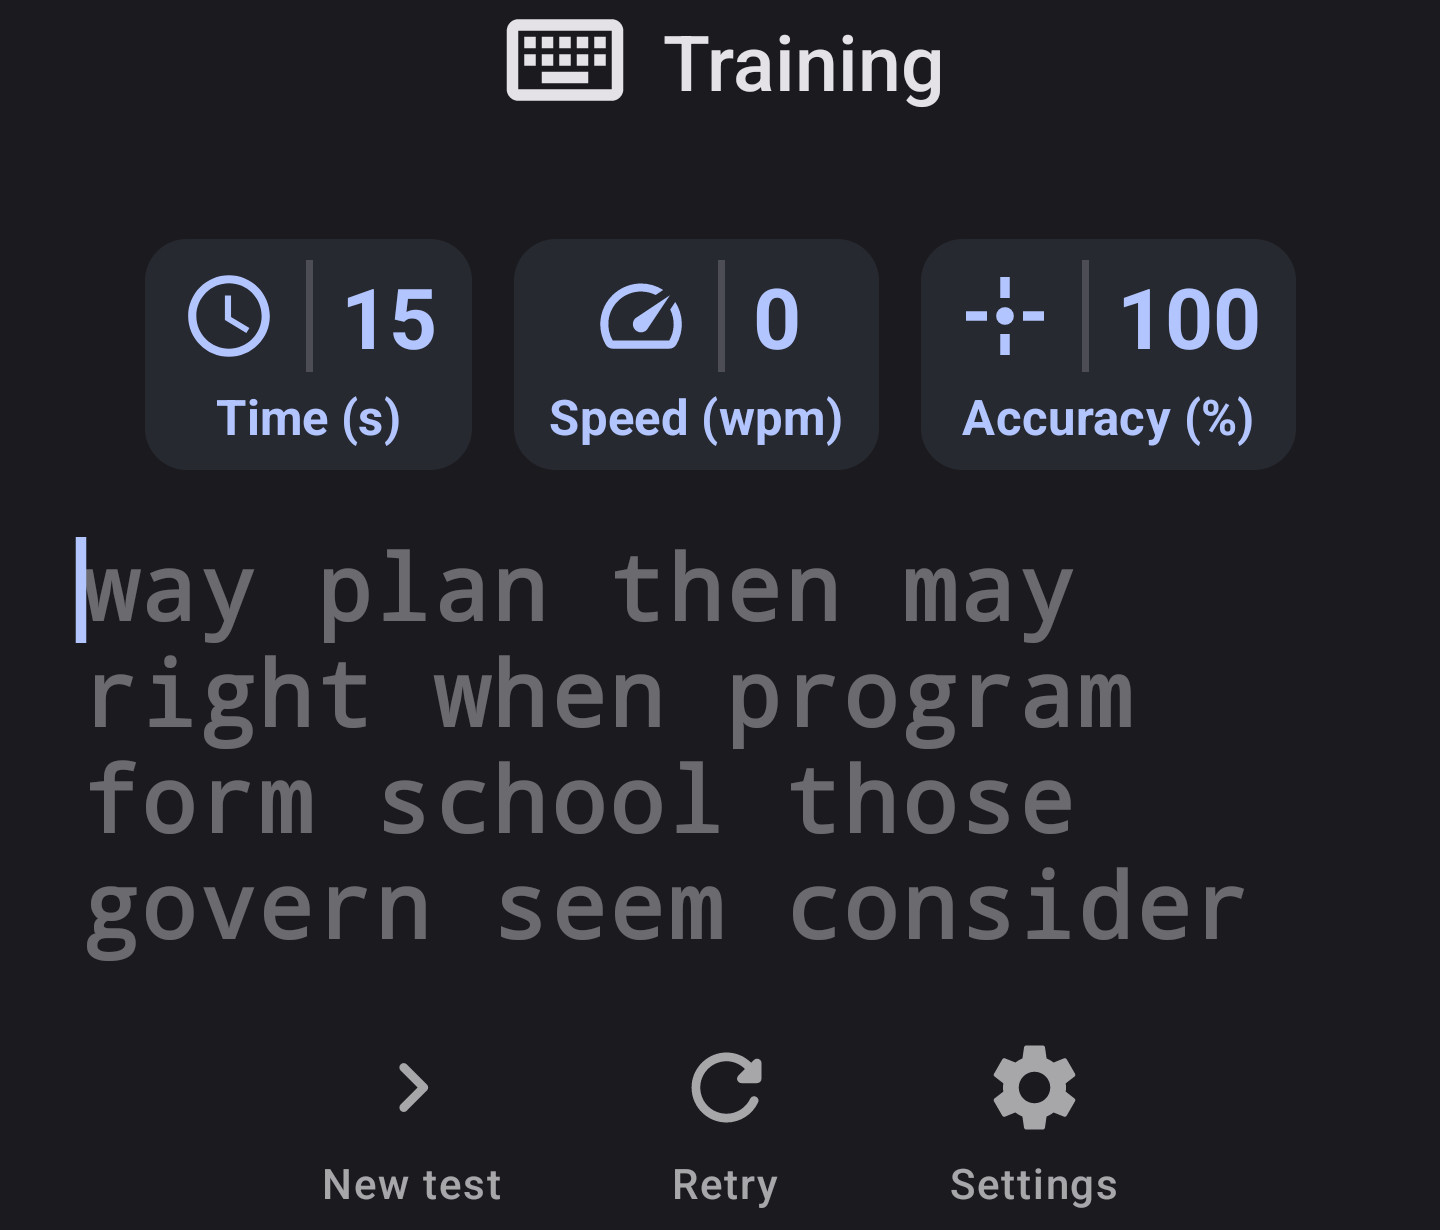 Training
15
Time (s)
0
Speed (wpm)
100
Accuracy (%)
way plan then may
right when program
form school those
govern seem consider
New test
Retry
Settings